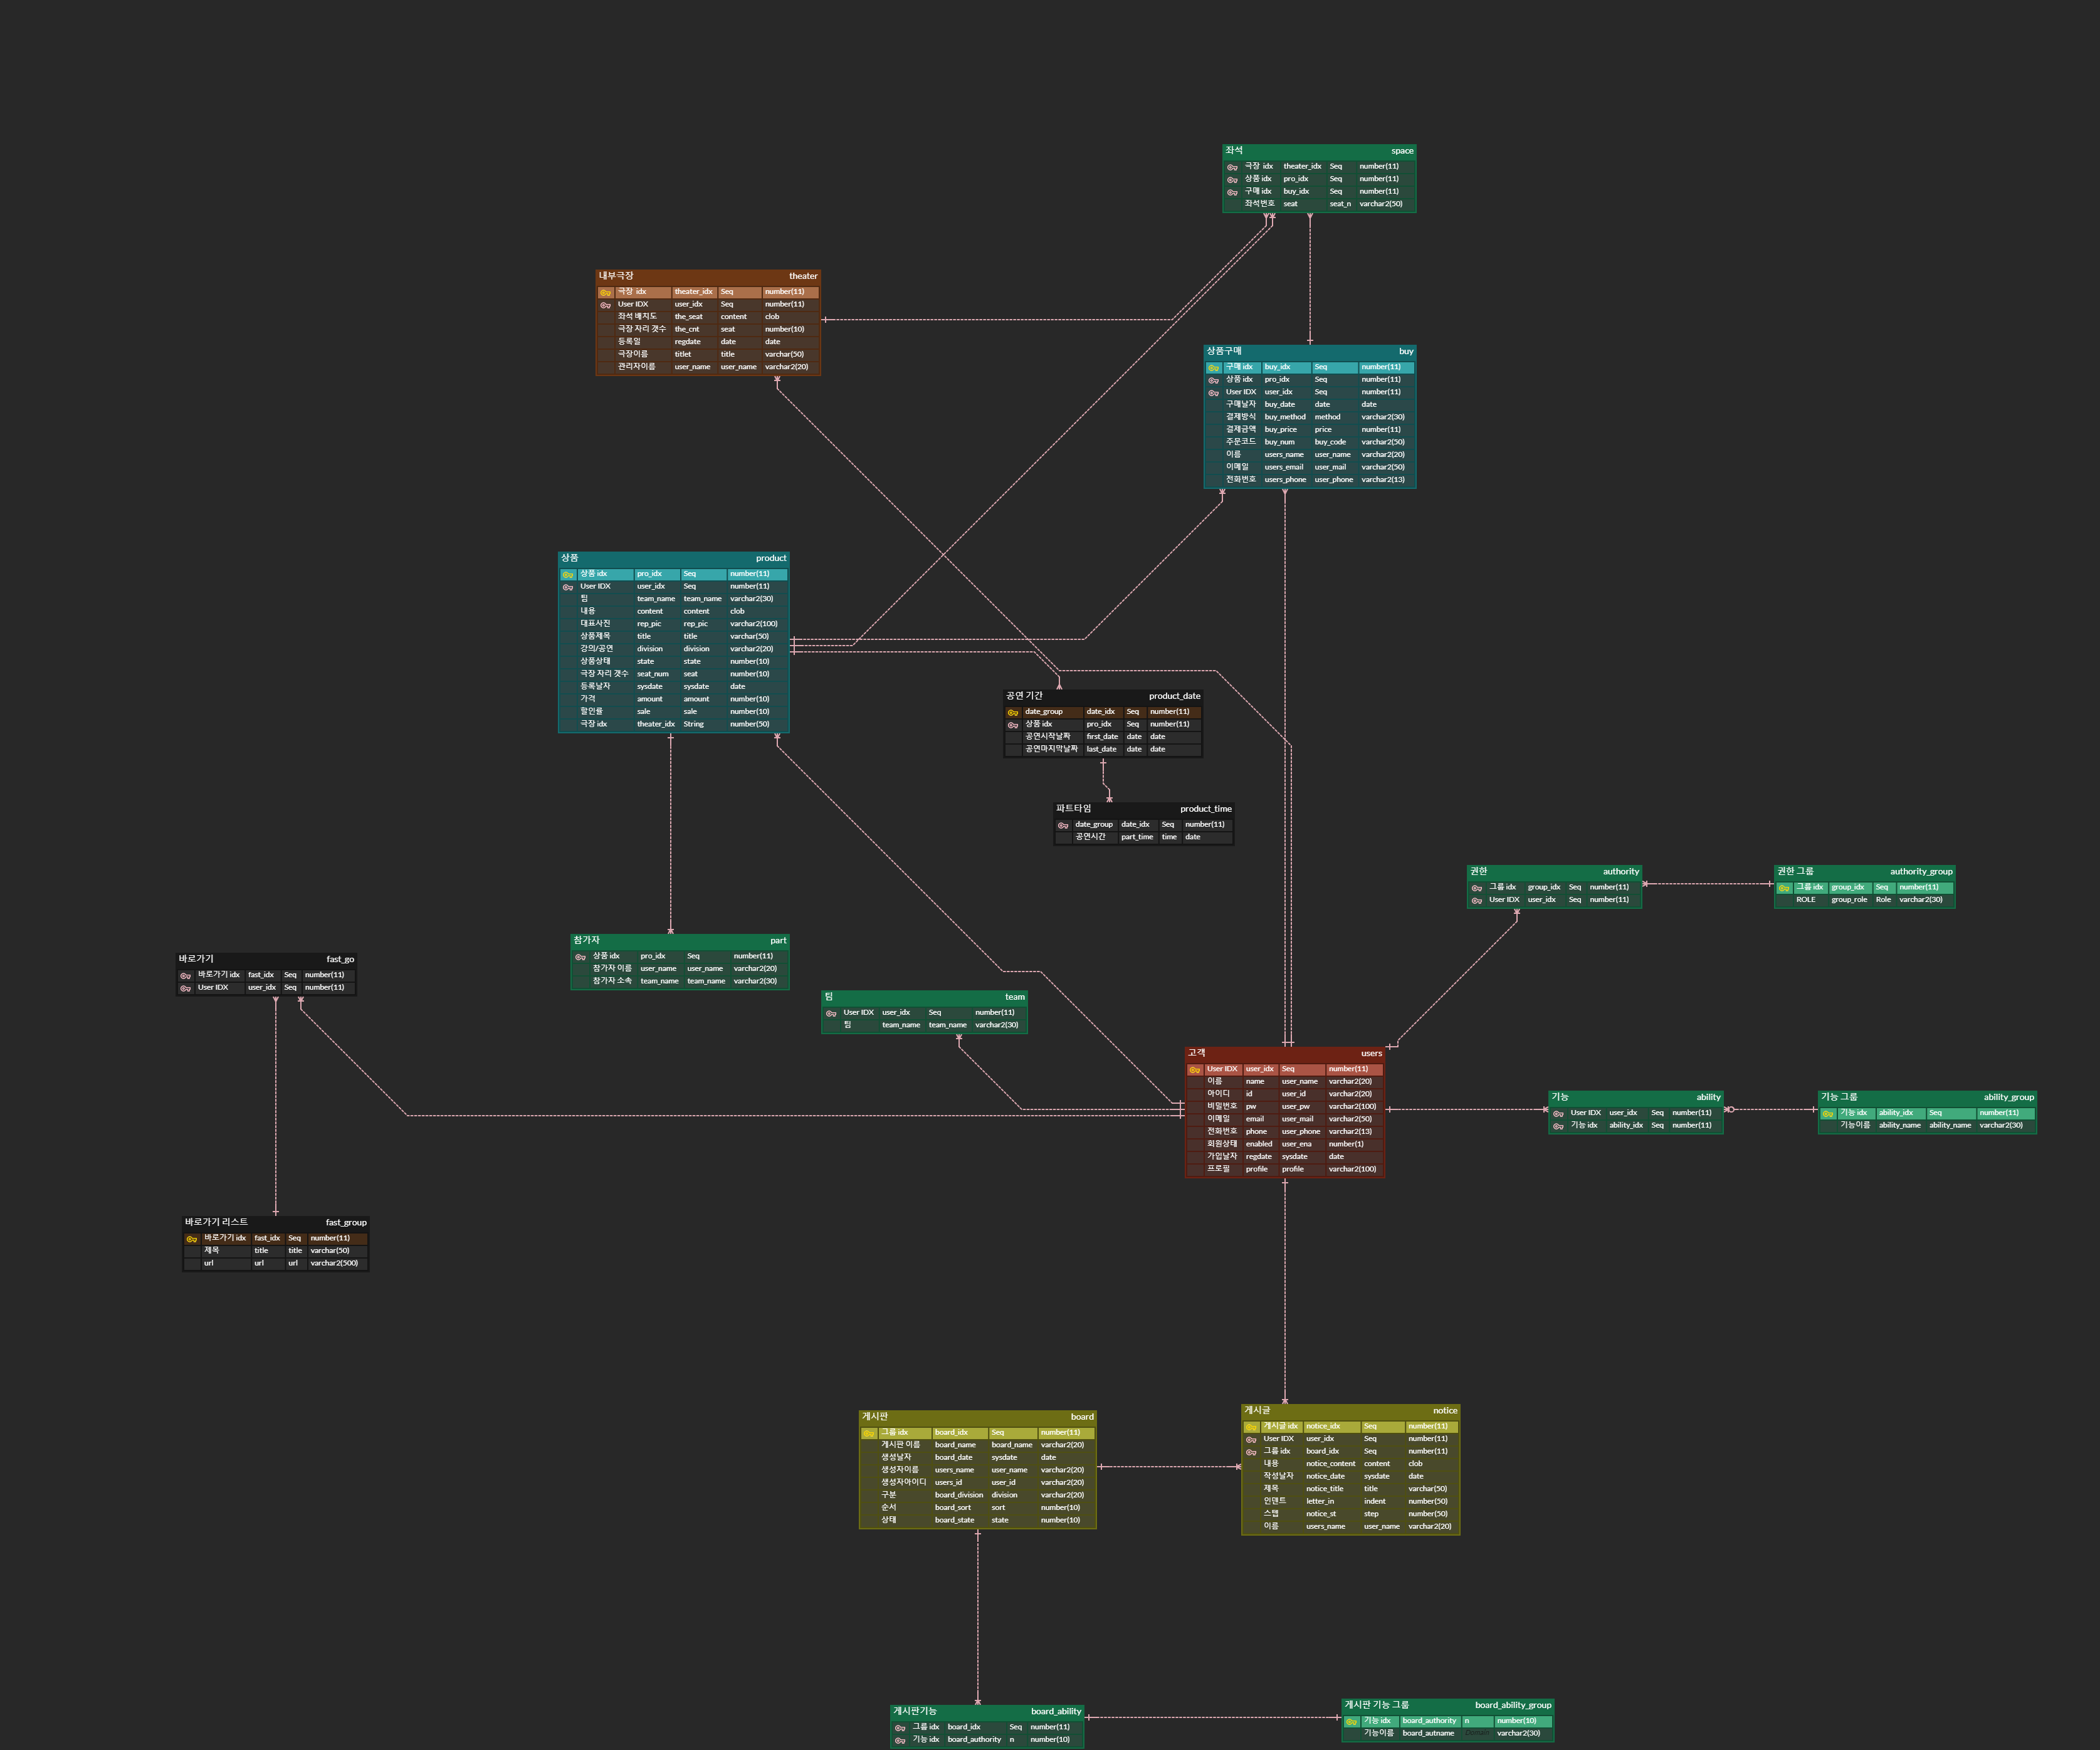 좌석 space
극장 idx theater_idx Seq number(11)
상품 idx pro_idx Seq number(11)
구매 idx buy_idx Seq number(11)
좌석번호 seat seat_n varchar2(50)
내부극장 theater
극장 idx theater_idx Seq number(11)
User IDX user_idx Seq number(11)
좌석 배치도 the_seat content clob
극장 자리 갯수 the_cnt seat number(10)
등록일 regdate date date
극장이름 titlet title varchar(50)
관리자이름 user_name user_name varchar2(20)
상품구매 buy
구매 idx buy_idx Seq number(11)
상품 idx pro_idx Seq number(11)
User IDX user_idx Seq number(11)
구매날자 buy_date date date
결제방식 buy_method method varchar2(30)
결제금액 buy_price price number(11)
주문코드 buy_num buy_code varchar2(50)
이름 users_name user_name varchar2(20)
이메일 users_email user_mail varchar2(50)
전화번호 users_phone user_phone varchar2(13)
상품 product
상품 idx pro_idx Seq number(11)
User IDX user_idx Seq number(11)
팀 team_name team_name varchar2(30)
내용 content content clob
대표사진 rep_pic rep_pic varchar2(100)
상품제목 title title varchar(50)
강의/공연 division division varchar2(20)
상품상태 state state number(10)
극장 자리 갯수 seat_num seat number(10)
등록날자 sysdate sysdate date
가격 amount amount number(10)
할인률 sale sale number(10)
극장 idx theater_idx String number(50)
공연 기간 product_date
date_group date_idx Seq number(11)
상품 idx pro_idx Seq number(11)
공연시작날짜 first_date date date
공연마지막날짜 last_date date date
파트타임 product_time
date_group date_idx Seq number(11)
공연시간 part_time time date
권한 authority
그룹 idx group_idx Seq number(11)
User IDX user_idx Seq number(11)
권한 그룹 authority_group
그룹 idx group_idx Seq number(11)
ROLE group_role Role varchar2(30)
참가자 part
상품 idx pro_idx Seq number(11)
참가자 이름 user_name user_name varchar2(20)
참가자 소속 team_name team_name varchar2(30)
바로가기 fast_go
바로가기 idx fast_idx Seq number(11)
User IDX user_idx Seq number(11)
팀 team
User IDX user_idx Seq number(11)
팀 team_name team_name varchar2(30)
고객 users
User IDX user_idx Seq number(11)
이름 name user_name varchar2(20)
아이디 id user_id varchar2(20)
비밀번호 pw user_pw varchar2(100)
이메일 email user_mail varchar2(50)
전화번호 phone user_phone varchar2(13)
회원상태 enabled user_ena number(1)
가입날자 regdate sysdate date
프로필 profile profile varchar2(100)
기능 ability
User IDX user_idx Seq number(11)
기능 idx ability_idx Seq number(11)
기능 그룹 ability_group
기능 idx ability_idx Seq number(11)
기능이름 ability_name ability_name varchar2(30)
바로가기 리스트 fast_group
바로가기 idx fast_idx Seq number(11)
제목 title title varchar(50)
url url url varchar2(500)
게시판 board
그룹 idx board_idx Seq number(11)
게시판 이름 board_name board_name varchar2(20)
생성날자 board_date sysdate date
생성자이름 users_name user_name varchar2(20)
생성자아이디 users_id user_id varchar2(20)
구분 board_division division varchar2(20)
순서 board_sort sort number(10)
상태 board_state state number(10)
게시글 notice
게시글 idx notice_idx Seq number(11)
User IDX user_idx Seq number(11)
그룹 idx board_idx Seq number(11)
내용 notice_content content clob
작성날자 notice_date sysdate date
제목 notice_title title varchar(50)
인덴트 letter_in indent number(50)
스텝 notice_st step number(50)
이름 users_name user_name varchar2(20)
게시판기능 board_ability
그룹 idx board_idx Seq number(11)
기능 idx board_authority n number(10)
게시판 기능 그룹 board_ability_group
기능 idx board_authority n number(10)
기능이름 board_autname Domain varchar2(30)